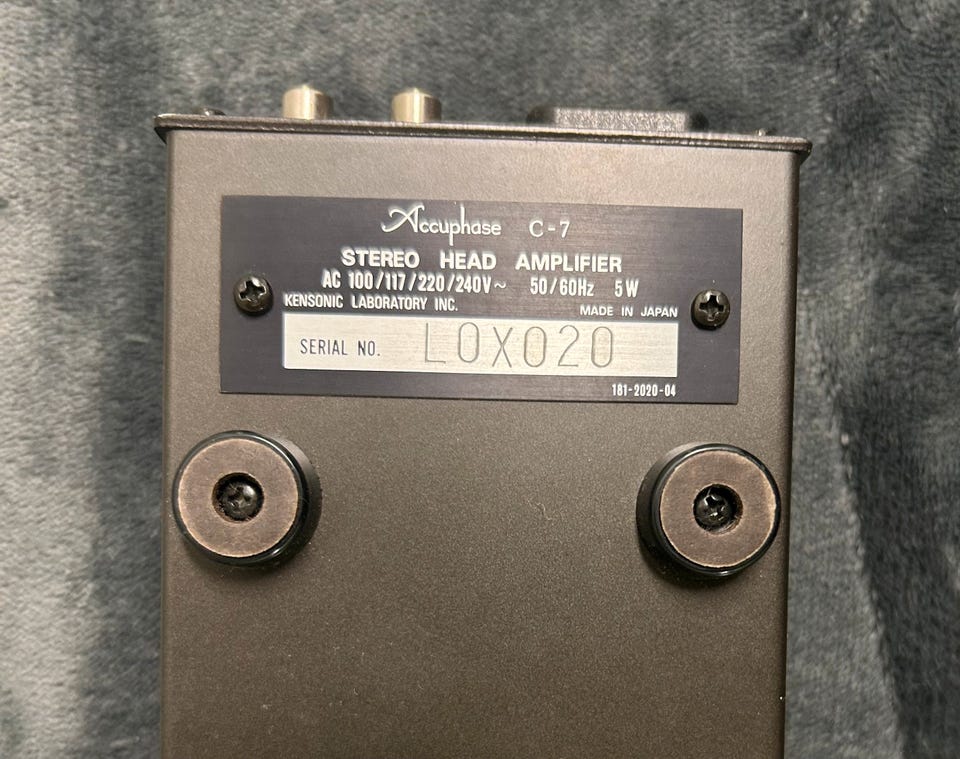 Accuphase C-7
STEREO HEAD AMPLIFIER
AC 100/117/220/240V~ 50/60Hz 5W
KENSONIC LABORATORY INC. MADE IN JAPAN
SERIAL NO. LOX020
181-2020-04